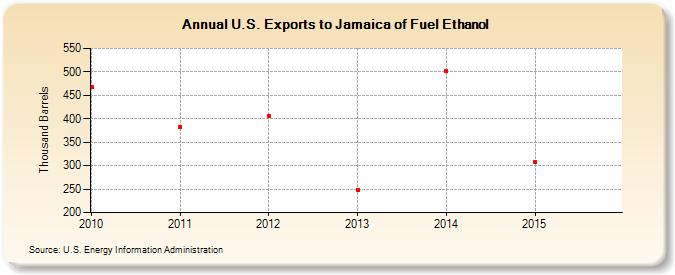 Annual U.S. Exports to Jamaica of Fuel Ethanol
Thousand Barrels
550
500
450
400
350
300
250
200
2010 2011 2012 2013 2014 2015
Source: U.S. Energy Information Administration